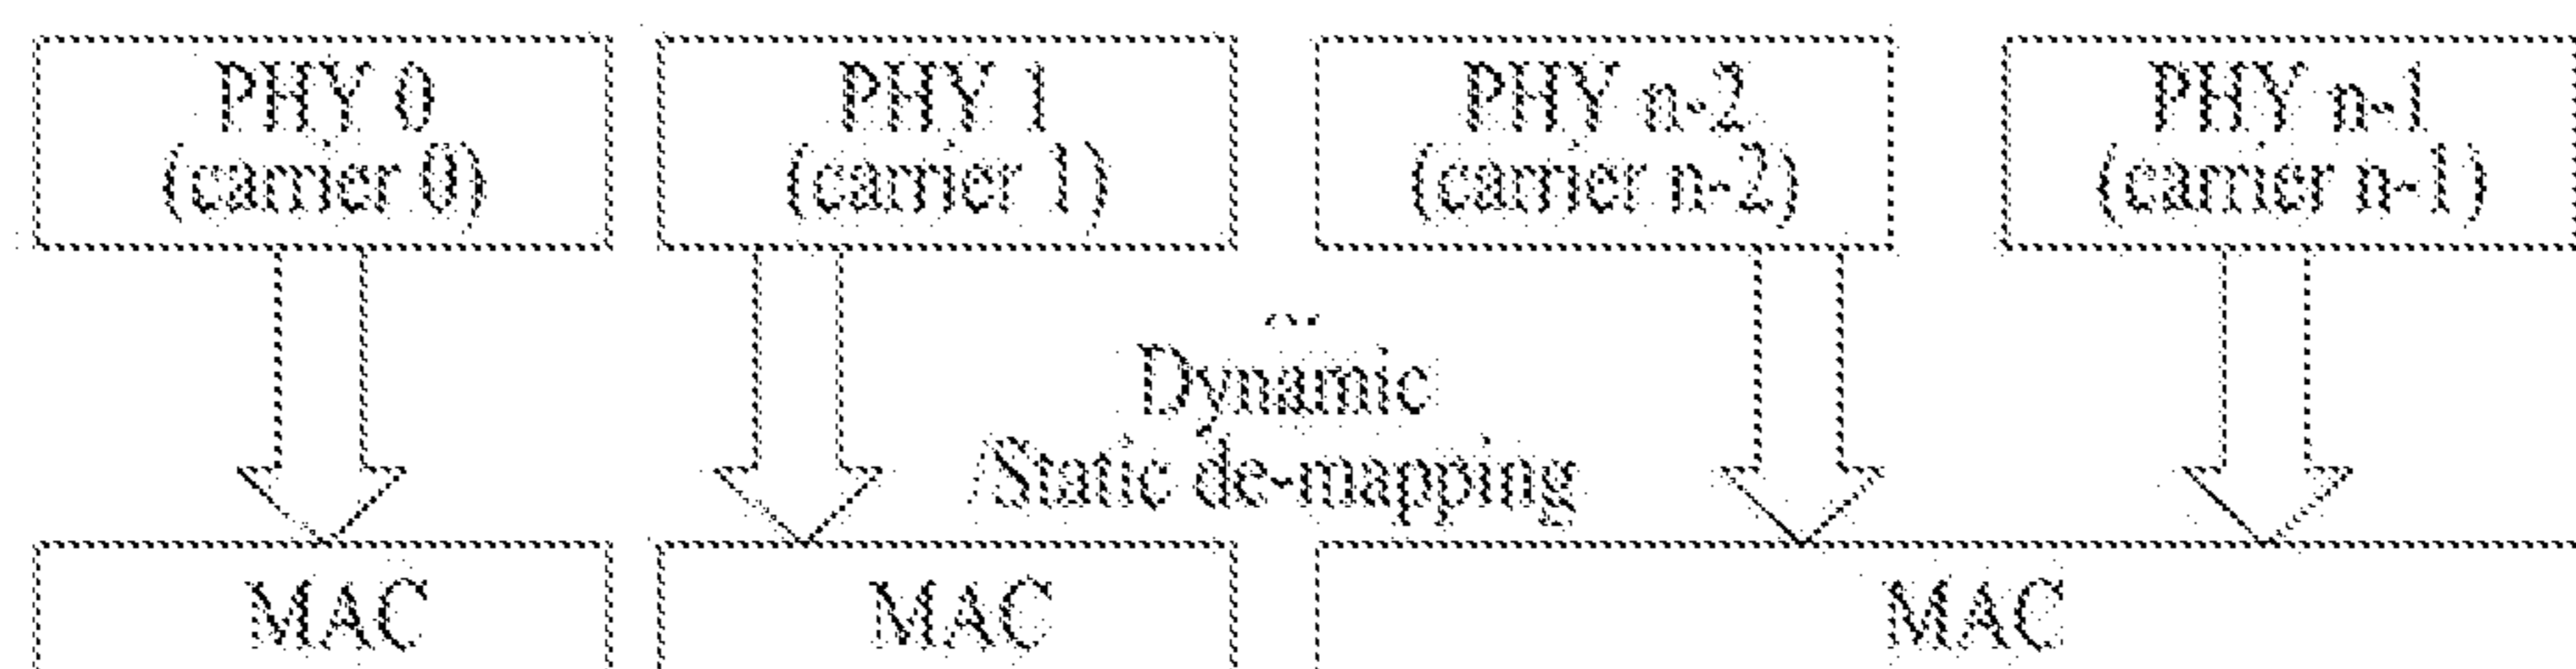 PHY 0
(carrier 0)
PHY 1
(carrier 1)
PHY n-2
(carrier n-2)
PHY n-1
(carrier n-1)
Dynamic
/Static de-mapping
MAC
MAC
MAC